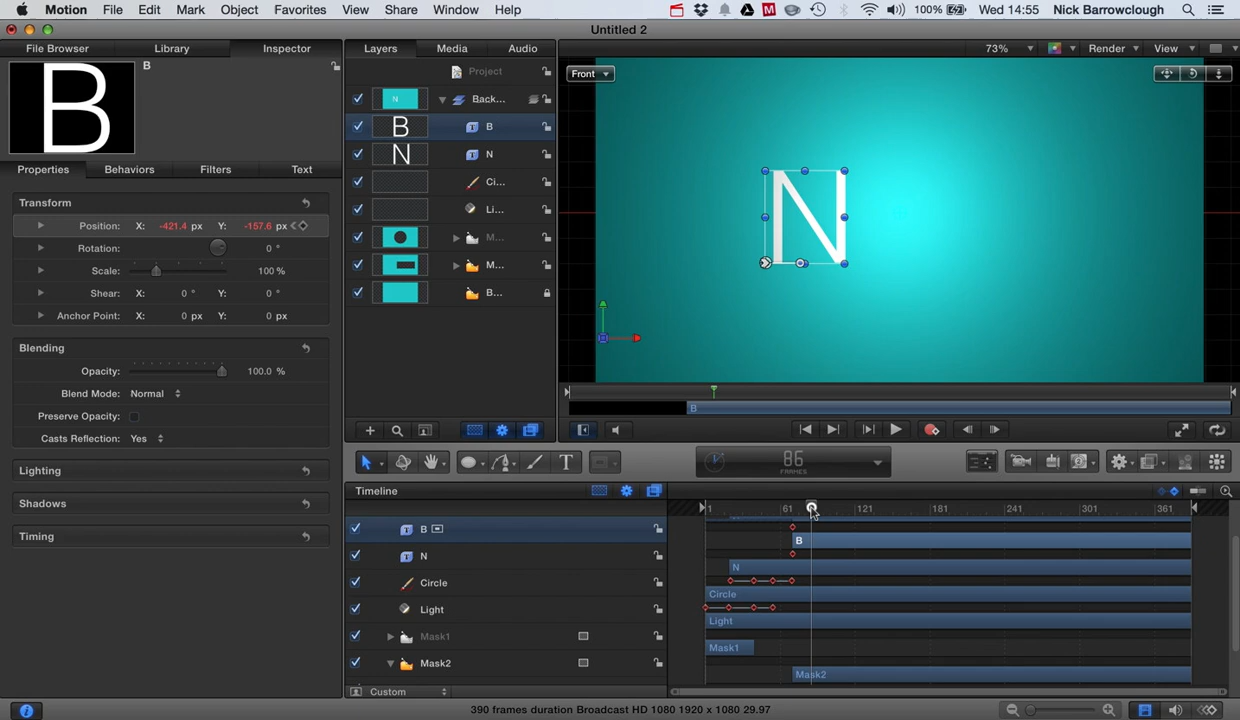 Motion File Edit Mark Object Favorites View Share Window Help 100% Wed 14:55 Nick Barrowclough
Untitled 2
File Browser Library Inspector Layers Media Audio 73% Render View
B B
Project
Front
Back...
B B
N N
Properties Behaviors Filters Text
Ci...
Transform
Li...
Position: X: -421.4 px Y: -157.6 px
M...
Rotation: 0 °
M...
Scale: 100 %
B...
Shear: X: 0 ° Y: 0 °
Anchor Point: X: 0 px Y: 0 px
N
Blending
Opacity: 100.0 %
Blend Mode: Normal
B
Preserve Opacity:
Casts Reflection: Yes
Lighting
T 86
FRAMES
Timeline
Shadows
1 61 121 181 241 301 361
Timing
B B
N N
Circle Circle
Light Light
Mask1 Mask1
Mask2 Mask2
Custom
390 frames duration Broadcast HD 1080 1920 x 1080 29.97